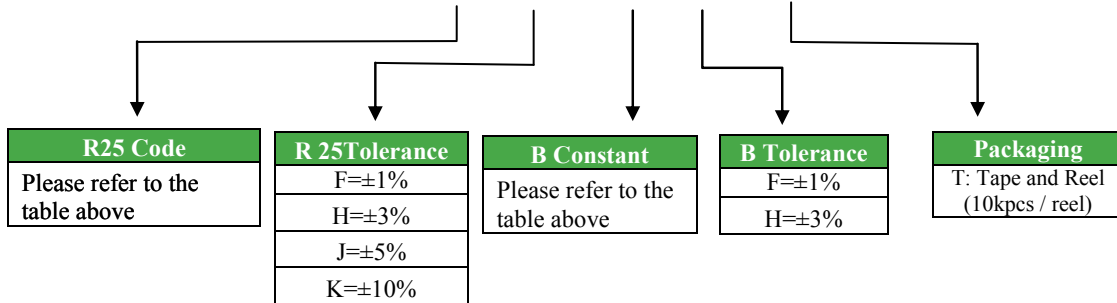 R25 Code
Please refer to the
table above
R 25Tolerance
F=±1%
H=±3%
J=±5%
K=±10%
B Constant
Please refer to the
table above
B Tolerance
F=±1%
H=±3%
Packaging
T: Tape and Reel
(10kpcs / reel)